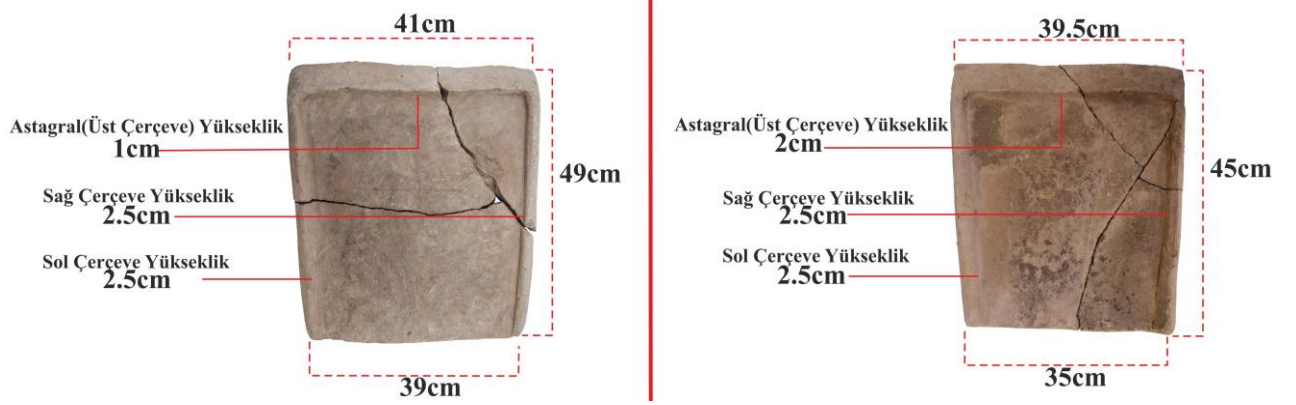 41cm
Astagral(Üst Çerçeve) Yükseklik
1cm
49cm
Sağ Çerçeve Yükseklik
2.5cm
Sol Çerçeve Yükseklik
2.5cm
39cm
39.5cm
Astagral(Üst Çerçeve) Yükseklik
2cm
45cm
Sağ Çerçeve Yükseklik
2.5cm
Sol Çerçeve Yükseklik
2.5cm
35cm